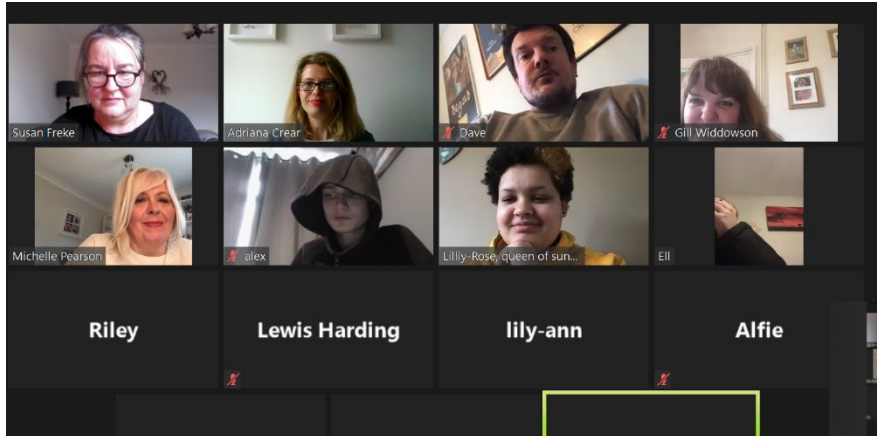 Susan Freke
Adriana Crear
Dave
Gill Widdowson
Michelle Pearson
alex
Lilliy-Rose, queen of sun...
Ell
Riley
Lewis Harding
lily-ann
Alfie